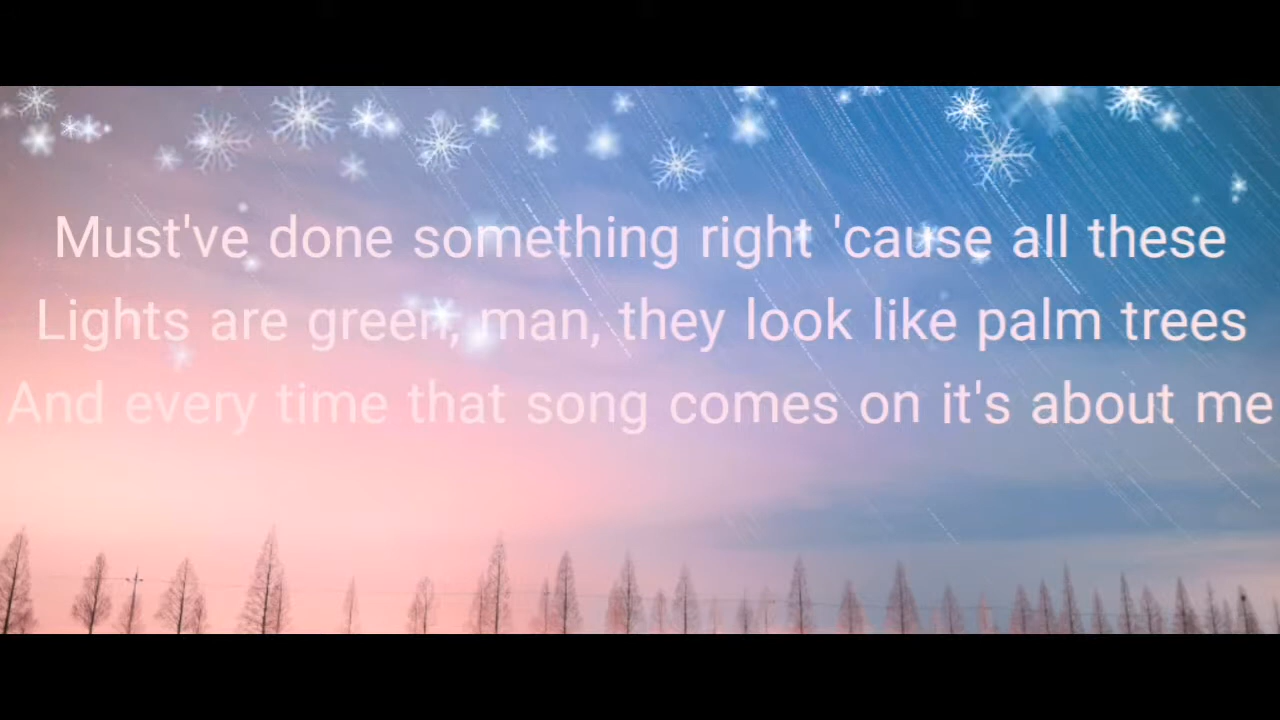 Must've done something right 'cause all these
Lights are green, man, they look like palm trees
And every time that song comes on it's about me